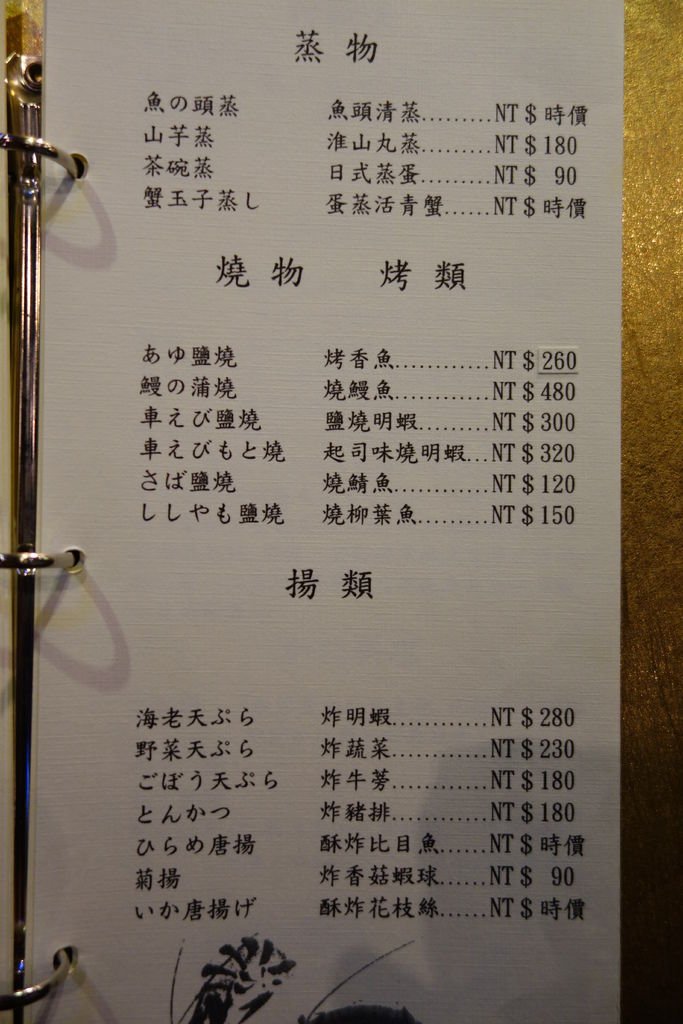 蒸物
魚の頭蒸 魚頭清蒸.........NT$時價
山芋蒸 淮山丸蒸.........NT$180
茶碗蒸 日式蒸蛋.........NT$ 90
蟹玉子蒸し 蛋蒸活青蟹......NT$時價
燒物 烤類
あゆ鹽燒 烤香魚............NT$260
鰻の蒲燒 燒鰻魚............NT$480
車えび鹽燒 鹽燒明蝦.........NT$300
車えびもと燒 起司味燒明蝦...NT$320
さば鹽燒 燒鯖魚............NT$120
ししやも鹽燒 燒柳葉魚.........NT$150
揚類
海老天ぷら 炸明蝦............NT$280
野菜天ぷら 炸蔬菜............NT$230
ごぼう天ぷら 炸牛蒡............NT$180
とんかつ 炸豬排............NT$180
ひらめ唐揚 酥炸比目魚......NT$時價
菊揚 炸香菇蝦球......NT$ 90
いか唐揚げ 酥炸花枝絲......NT$時價